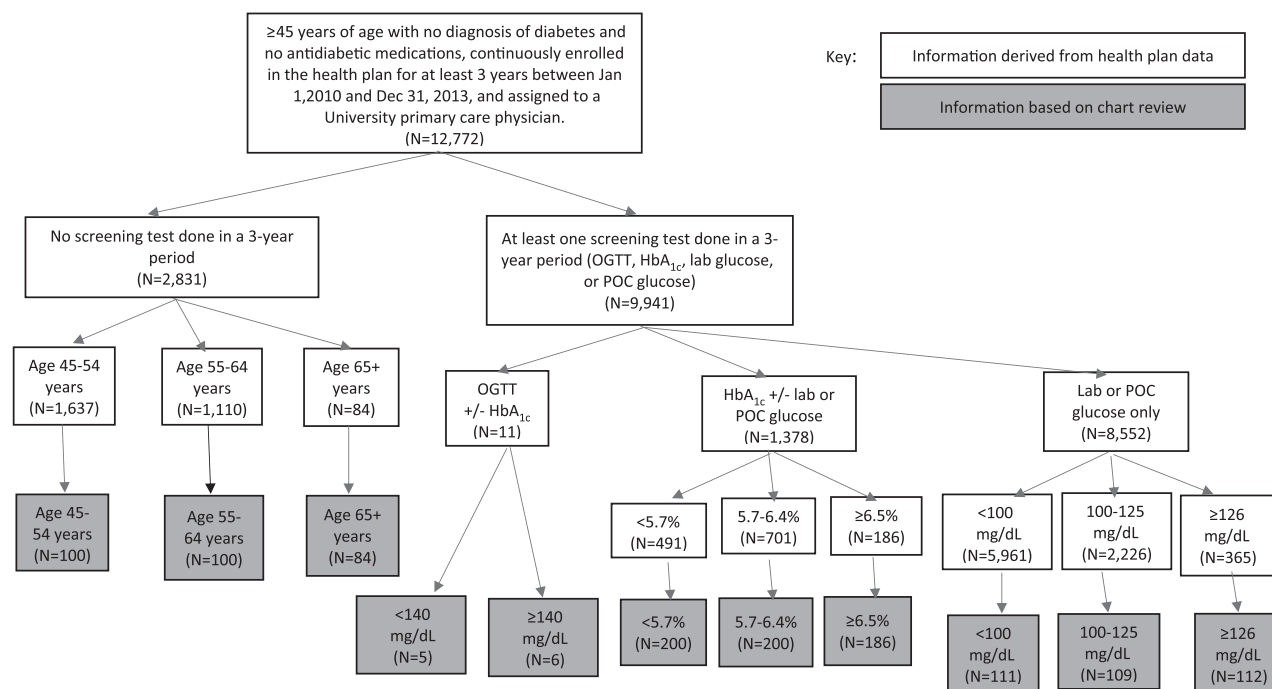 ≥45 years of age with no diagnosis of diabetes and
no antidiabetic medications, continuously enrolled
in the health plan for at least 3 years between Jan
1,2010 and Dec 31, 2013, and assigned to a
University primary care physician.
(N=12,772)
Key:
Information derived from health plan data
Information based on chart review
No screening test done in a 3-year
period
(N=2,831)
At least one screening test done in a 3-
year period (OGTT, HbA1c, lab glucose,
or POC glucose)
(N=9,941)
Age 45-54
years
(N=1,637)
Age 55-64
years
(N=1,110)
Age 65+
years
(N=84)
OGTT
+/- HbA1c
(N=11)
HbA1c +/- lab or
POC glucose
(N=1,378)
Lab or POC
glucose only
(N=8,552)
Age 45-
54 years
(N=100)
Age 55-
64 years
(N=100)
Age 65+
years
(N=84)
<5.7%
(N=491)
5.7-6.4%
(N=701)
≥6.5%
(N=186)
<100
mg/dL
(N=5,961)
100-125
mg/dL
(N=2,226)
≥126
mg/dL
(N=365)
<140
mg/dL
(N=5)
≥140
mg/dL
(N=6)
<5.7%
(N=200)
5.7-6.4%
(N=200)
≥6.5%
(N=186)
<100
mg/dL
(N=111)
100-125
mg/dL
(N=109)
≥126
mg/dL
(N=112)